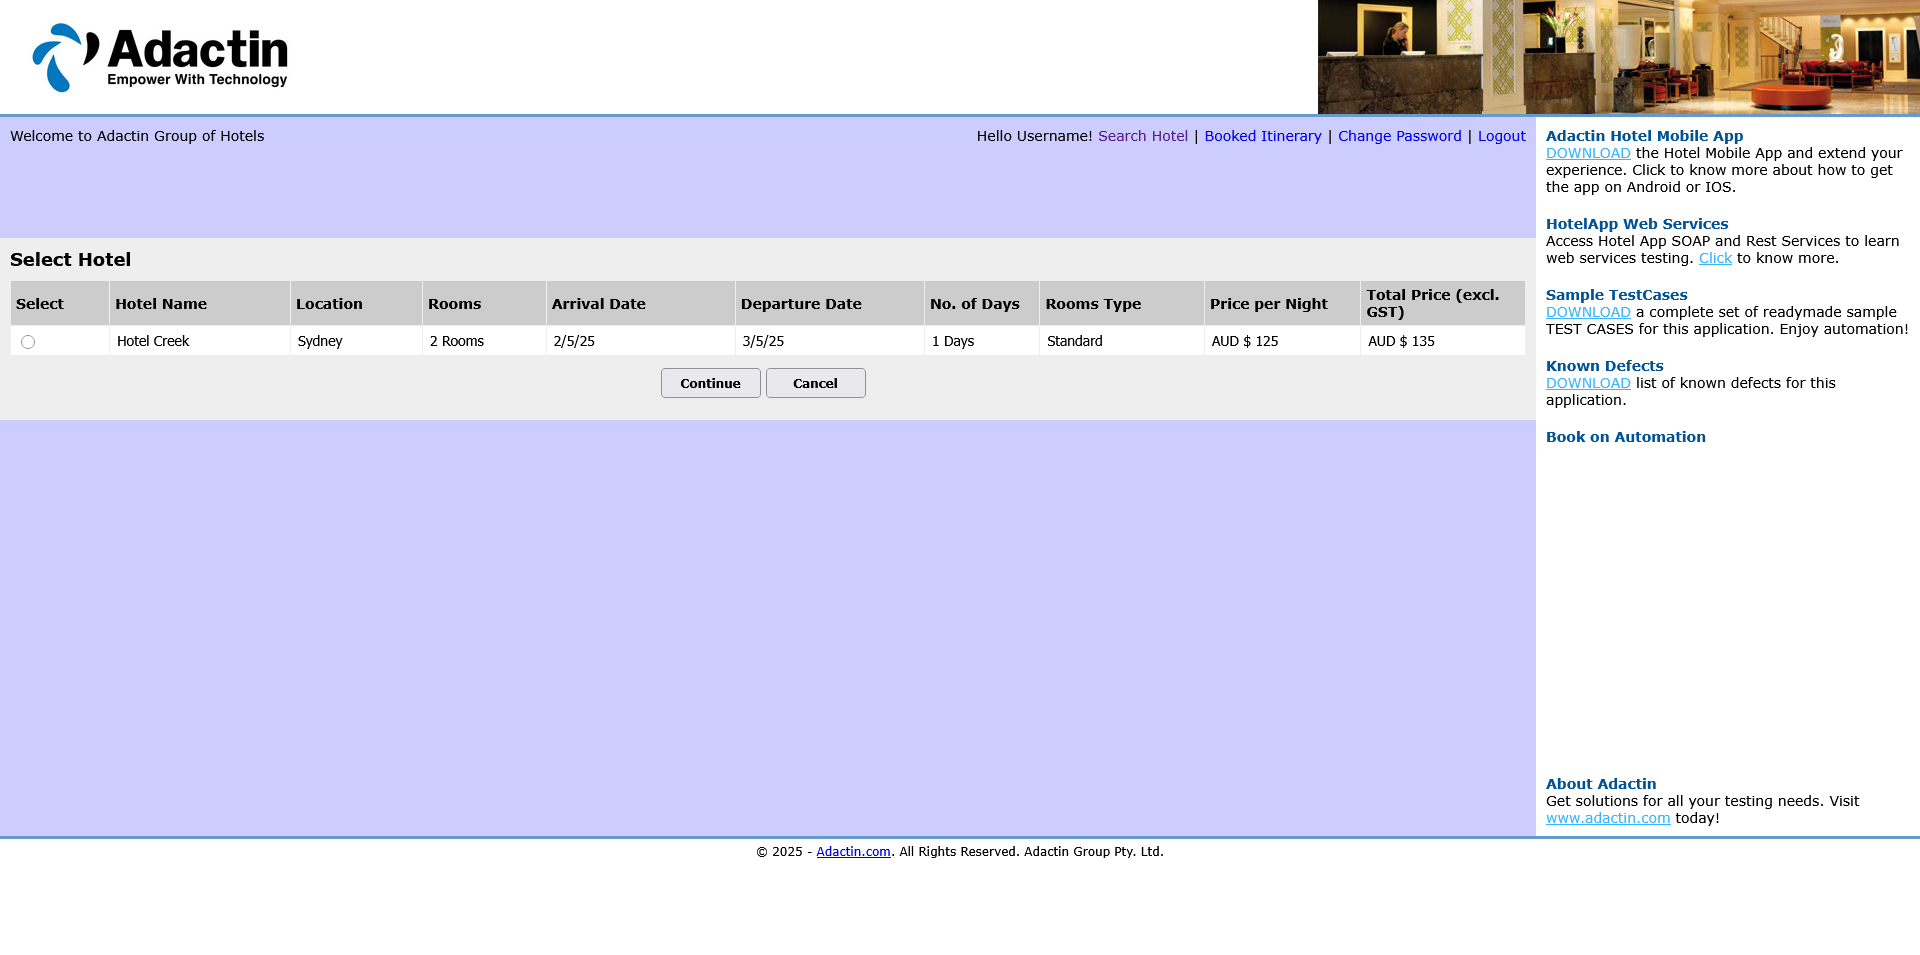 Adactin
Empower With Technology
Welcome to Adactin Group of Hotels
Hello Username! Search Hotel | Booked Itinerary | Change Password | Logout
Select Hotel
Select Hotel Name Location Rooms Arrival Date Departure Date No. of Days Rooms Type Price per Night Total Price (excl. GST)
Hotel Creek Sydney 2 Rooms 2/5/25 3/5/25 1 Days Standard AUD $ 125 AUD $ 135
Continue Cancel
Adactin Hotel Mobile App
DOWNLOAD the Hotel Mobile App and extend your
experience. Click to know more about how to get
the app on Android or IOS.
HotelApp Web Services
Access Hotel App SOAP and Rest Services to learn
web services testing. Click to know more.
Sample TestCases
DOWNLOAD a complete set of readymade sample
TEST CASES for this application. Enjoy automation!
Known Defects
DOWNLOAD list of known defects for this
application.
Book on Automation
About Adactin
Get solutions for all your testing needs. Visit
www.adactin.com today!
© 2025 - Adactin.com. All Rights Reserved. Adactin Group Pty. Ltd.